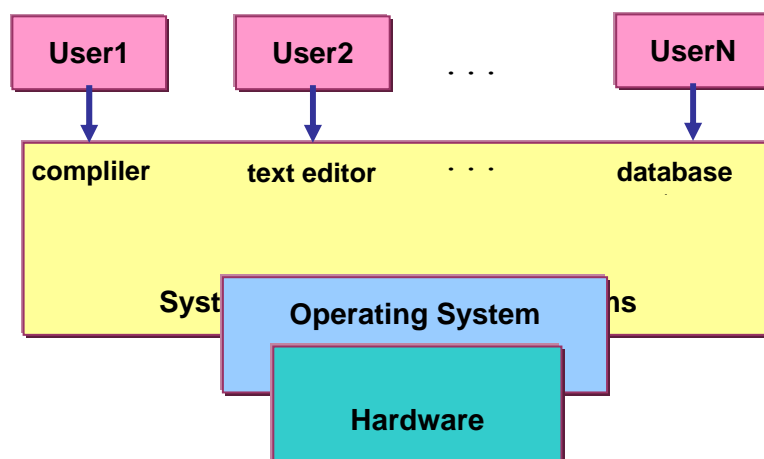 User1 User2 . . . UserN
compliler text editor . . . database
Syst ns
Operating System
Hardware